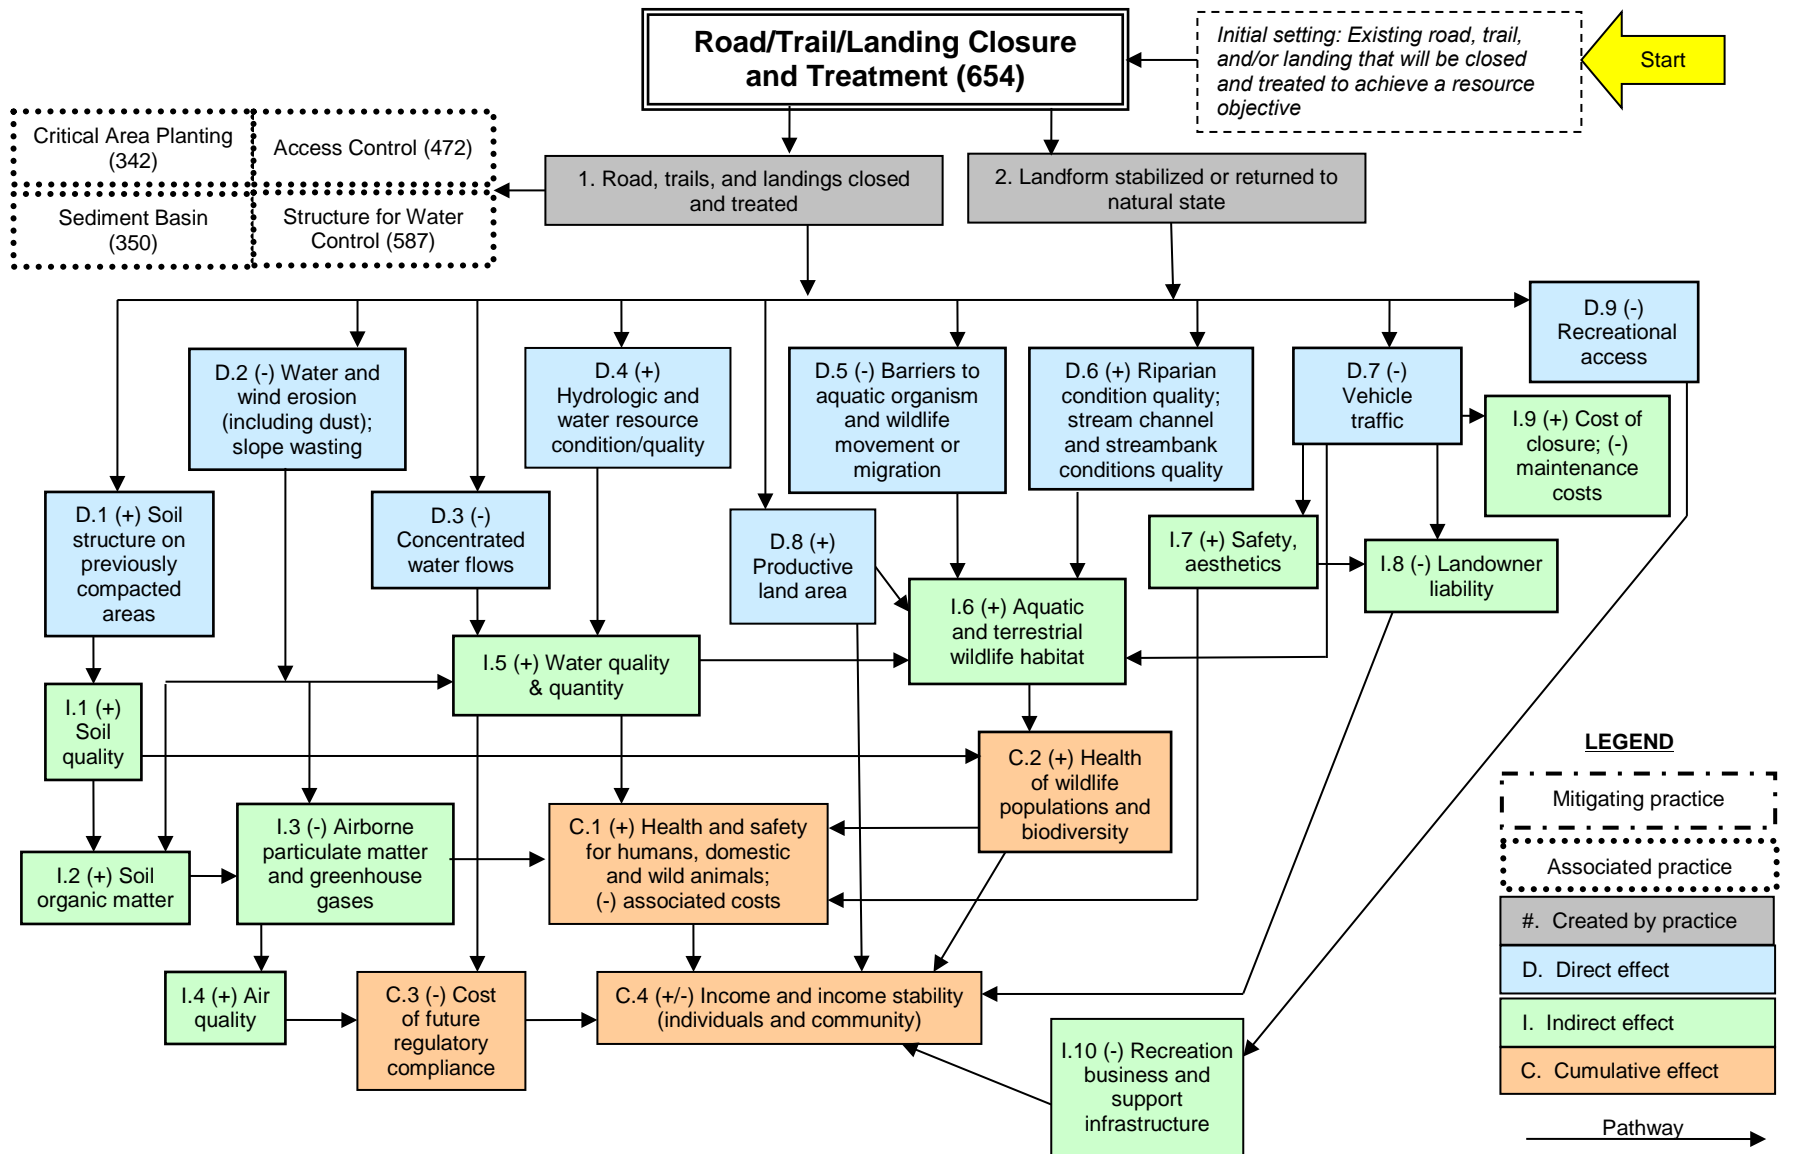 Road/Trail/Landing Closure
and Treatment (654)
Initial setting: Existing road, trail,
and/or landing that will be closed
and treated to achieve a resource
objective
Start
Critical Area Planting
(342)
Access Control (472)
Sediment Basin
(350)
Structure for Water
Control (587)
1. Road, trails, and landings closed
and treated
2. Landform stabilized or returned to
natural state
D.9 (-)
Recreational
access
D.2 (-) Water and
wind erosion
(including dust);
slope wasting
D.4 (+)
Hydrologic and
water resource
condition/quality
D.5 (-) Barriers to
aquatic organism
and wildlife
movement or
migration
D.6 (+) Riparian
condition quality;
stream channel
and streambank
conditions quality
D.7 (-)
Vehicle
traffic
I.9 (+) Cost of
closure; (-)
maintenance
costs
D.1 (+) Soil
structure on
previously
compacted
areas
D.3 (-)
Concentrated
water flows
D.8 (+)
Productive
land area
I.7 (+) Safety,
aesthetics
I.8 (-) Landowner
liability
I.6 (+) Aquatic
and terrestrial
wildlife habitat
I.5 (+) Water quality
& quantity
I.1 (+)
Soil
quality
C.2 (+) Health
of wildlife
populations and
biodiversity
I.3 (-) Airborne
particulate matter
and greenhouse
gases
C.1 (+) Health and safety
for humans, domestic
and wild animals;
(-) associated costs
I.2 (+) Soil
organic matter
I.4 (+) Air
quality
C.3 (-) Cost
of future
regulatory
compliance
C.4 (+/-) Income and income stability
(individuals and community)
I.10 (-) Recreation
business and
support
infrastructure
LEGEND
Mitigating practice
Associated practice
#. Created by practice
D. Direct effect
I. Indirect effect
C. Cumulative effect
Pathway